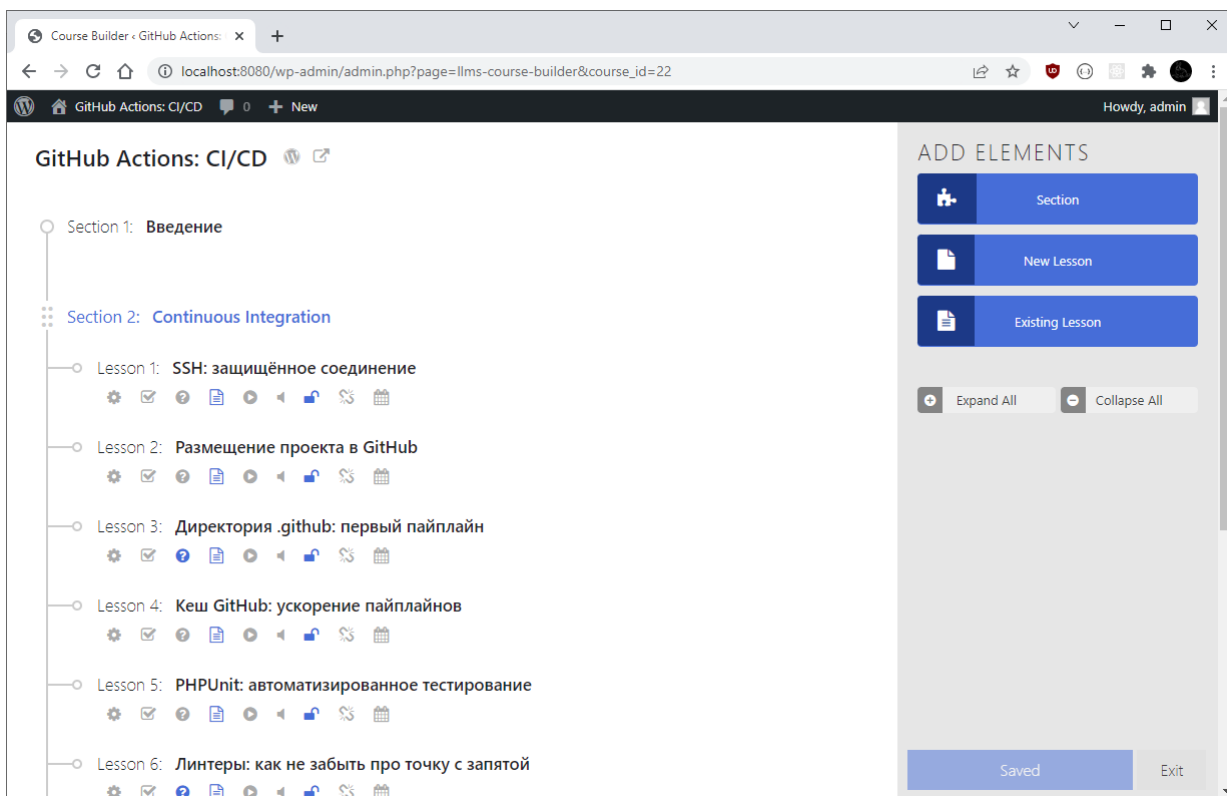 Course Builder ‹ GitHub Actions:
localhost:8080/wp-admin/admin.php?page=llms-course-builder&course_id=22
GitHub Actions: CI/CD 0 New
Howdy, admin
GitHub Actions: CI/CD
Section 1: Введение
Section 2: Continuous Integration
Lesson 1: SSH: защищённое соединение
Lesson 2: Размещение проекта в GitHub
Lesson 3: Директория .github: первый пайплайн
Lesson 4: Кеш GitHub: ускорение пайплайнов
Lesson 5: PHPUnit: автоматизированное тестирование
Lesson 6: Линтеры: как не забыть про точку с запятой
ADD ELEMENTS
Section
New Lesson
Existing Lesson
Expand All
Collapse All
Saved
Exit